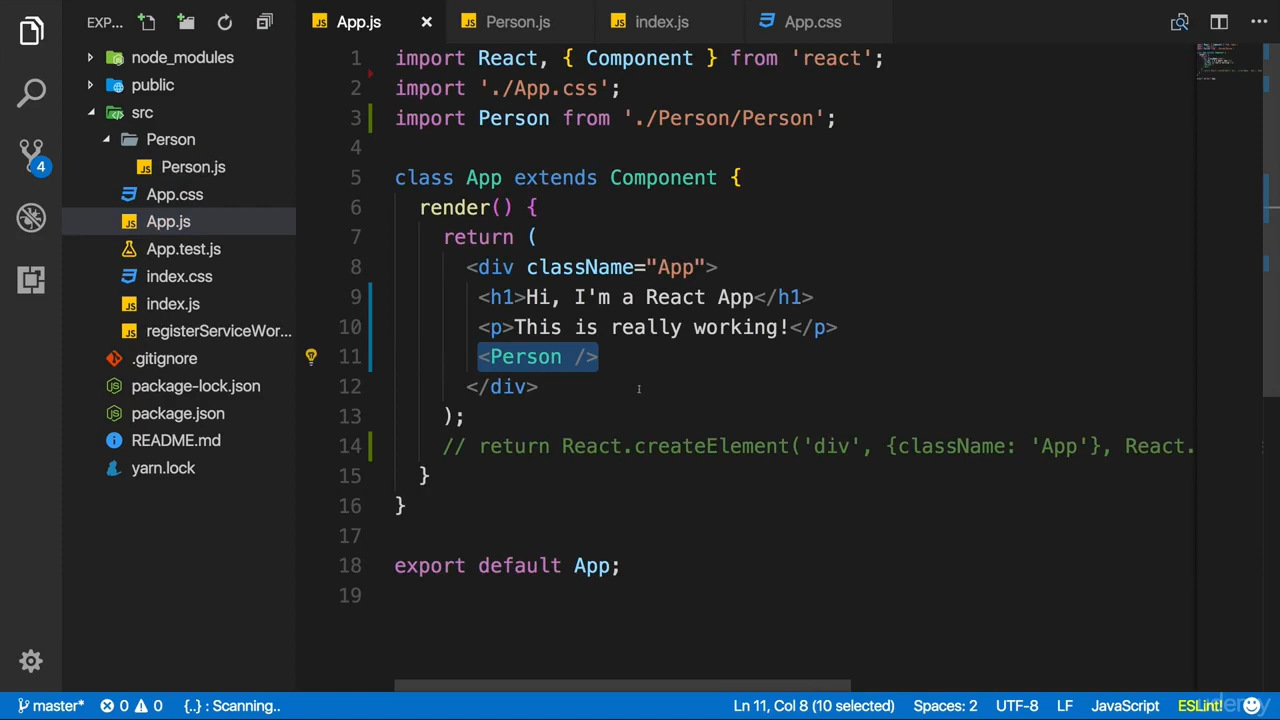 EXP...
App.js
Person.js
index.js
App.css
node_modules
public
src
Person
Person.js
App.css
App.js
App.test.js
index.css
index.js
registerServiceWor...
.gitignore
package-lock.json
package.json
README.md
yarn.lock
4
1 import React, { Component } from 'react';
2 import './App.css';
3 import Person from './Person/Person';
4
5 class App extends Component {
6 render() {
7 return (
8 <div className="App">
9 <h1>Hi, I'm a React App</h1>
10 <p>This is really working!</p>
11 <Person />
12 </div>
13 );
14 // return React.createElement('div', {className: 'App'}, React.
15 }
16 }
17
18 export default App;
19
master* 0 0 {..} : Scanning.. Ln 11, Col 8 (10 selected) Spaces: 2 UTF-8 LF JavaScript ESLint!
udemy